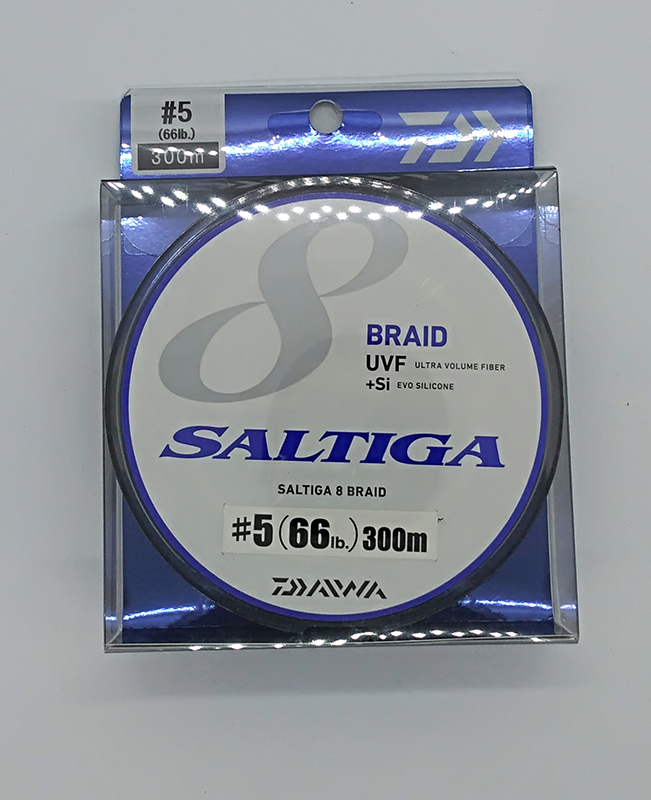 #5
(66lb.)
300m
8
BRAID
UVF ULTRA VOLUME FIBER
+Si EVO SILICONE
SALTIGA
SALTIGA 8 BRAID
#5(66lb.)300m
DAIWA